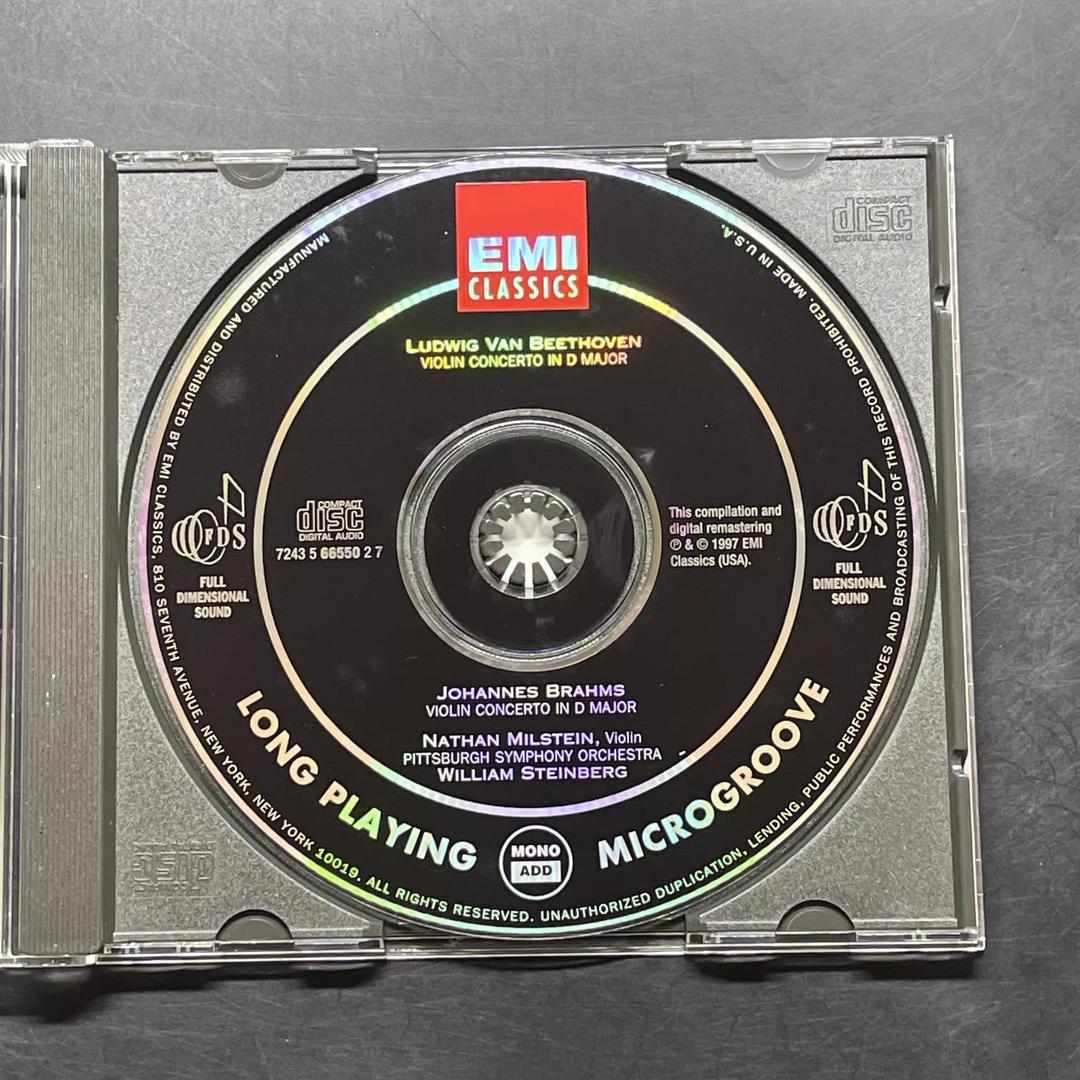 EMI
CLASSICS
COMPACT
disc
DIGITAL AUDIO
LUDWIG VAN BEETHOVEN
VIOLIN CONCERTO IN D MAJOR
COMPACT
disc
DIGITAL AUDIO
7243 5 66550 2 7
This compilation and
digital remastering
℗ & © 1997 EMI
Classics (USA).
FDS
FULL
DIMENSIONAL
SOUND
FDS
FULL
DIMENSIONAL
SOUND
JOHANNES BRAHMS
VIOLIN CONCERTO IN D MAJOR
NATHAN MILSTEIN, Violin
PITTSBURGH SYMPHONY ORCHESTRA
WILLIAM STEINBERG
LONG PLAYING
MONO
ADD
MICROGROOVE
MANUFACTURED AND DISTRIBUTED BY EMI CLASSICS, 810 SEVENTH AVENUE, NEW YORK, NEW YORK 10019. ALL RIGHTS RESERVED. UNAUTHORIZED DUPLICATION, LENDING, PUBLIC PERFORMANCES AND BROADCASTING OF THIS RECORD PROHIBITED. MADE IN U.S.A.